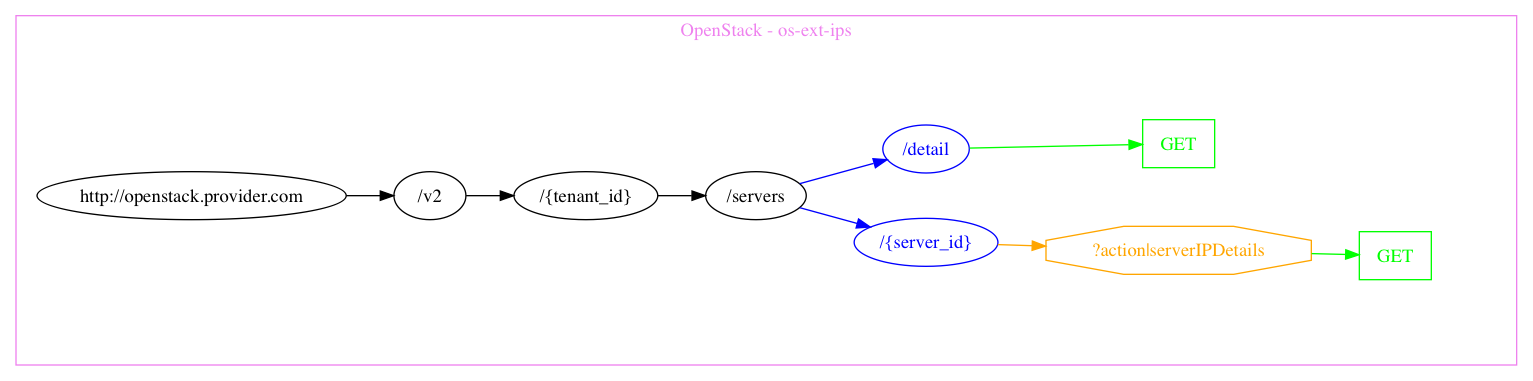 OpenStack - os-ext-ips
http://openstack.provider.com
/v2
/{tenant_id}
/servers
/detail
GET
/{server_id}
?action|serverIPDetails
GET